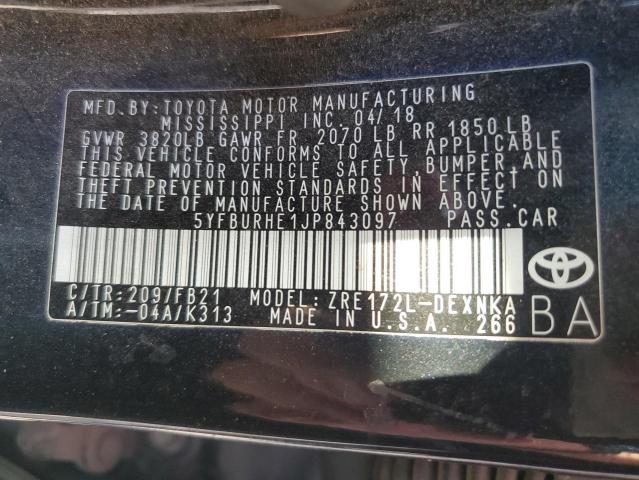 MFD.BY:TOYOTA MOTOR MANUFACTURING
MISSISSIPPI INC. 04/18
GVWR 3820LB GAWR FR 2070 LB RR 1850 LB
THIS VEHICLE CONFORMS TO ALL APPLICABLE
FEDERAL MOTOR VEHICLE SAFETY, BUMPER, AND
THEFT PREVENTION STANDARDS IN EFFECT ON
THE DATE OF MANUFACTURE SHOWN ABOVE.
5YFBURHE1JP843097 PASS.CAR
C/TR:209/FB21 MODEL: ZRE172L-DEXNKA
A/TM:-04A/K313 MADE IN U.S.A. 266
BA